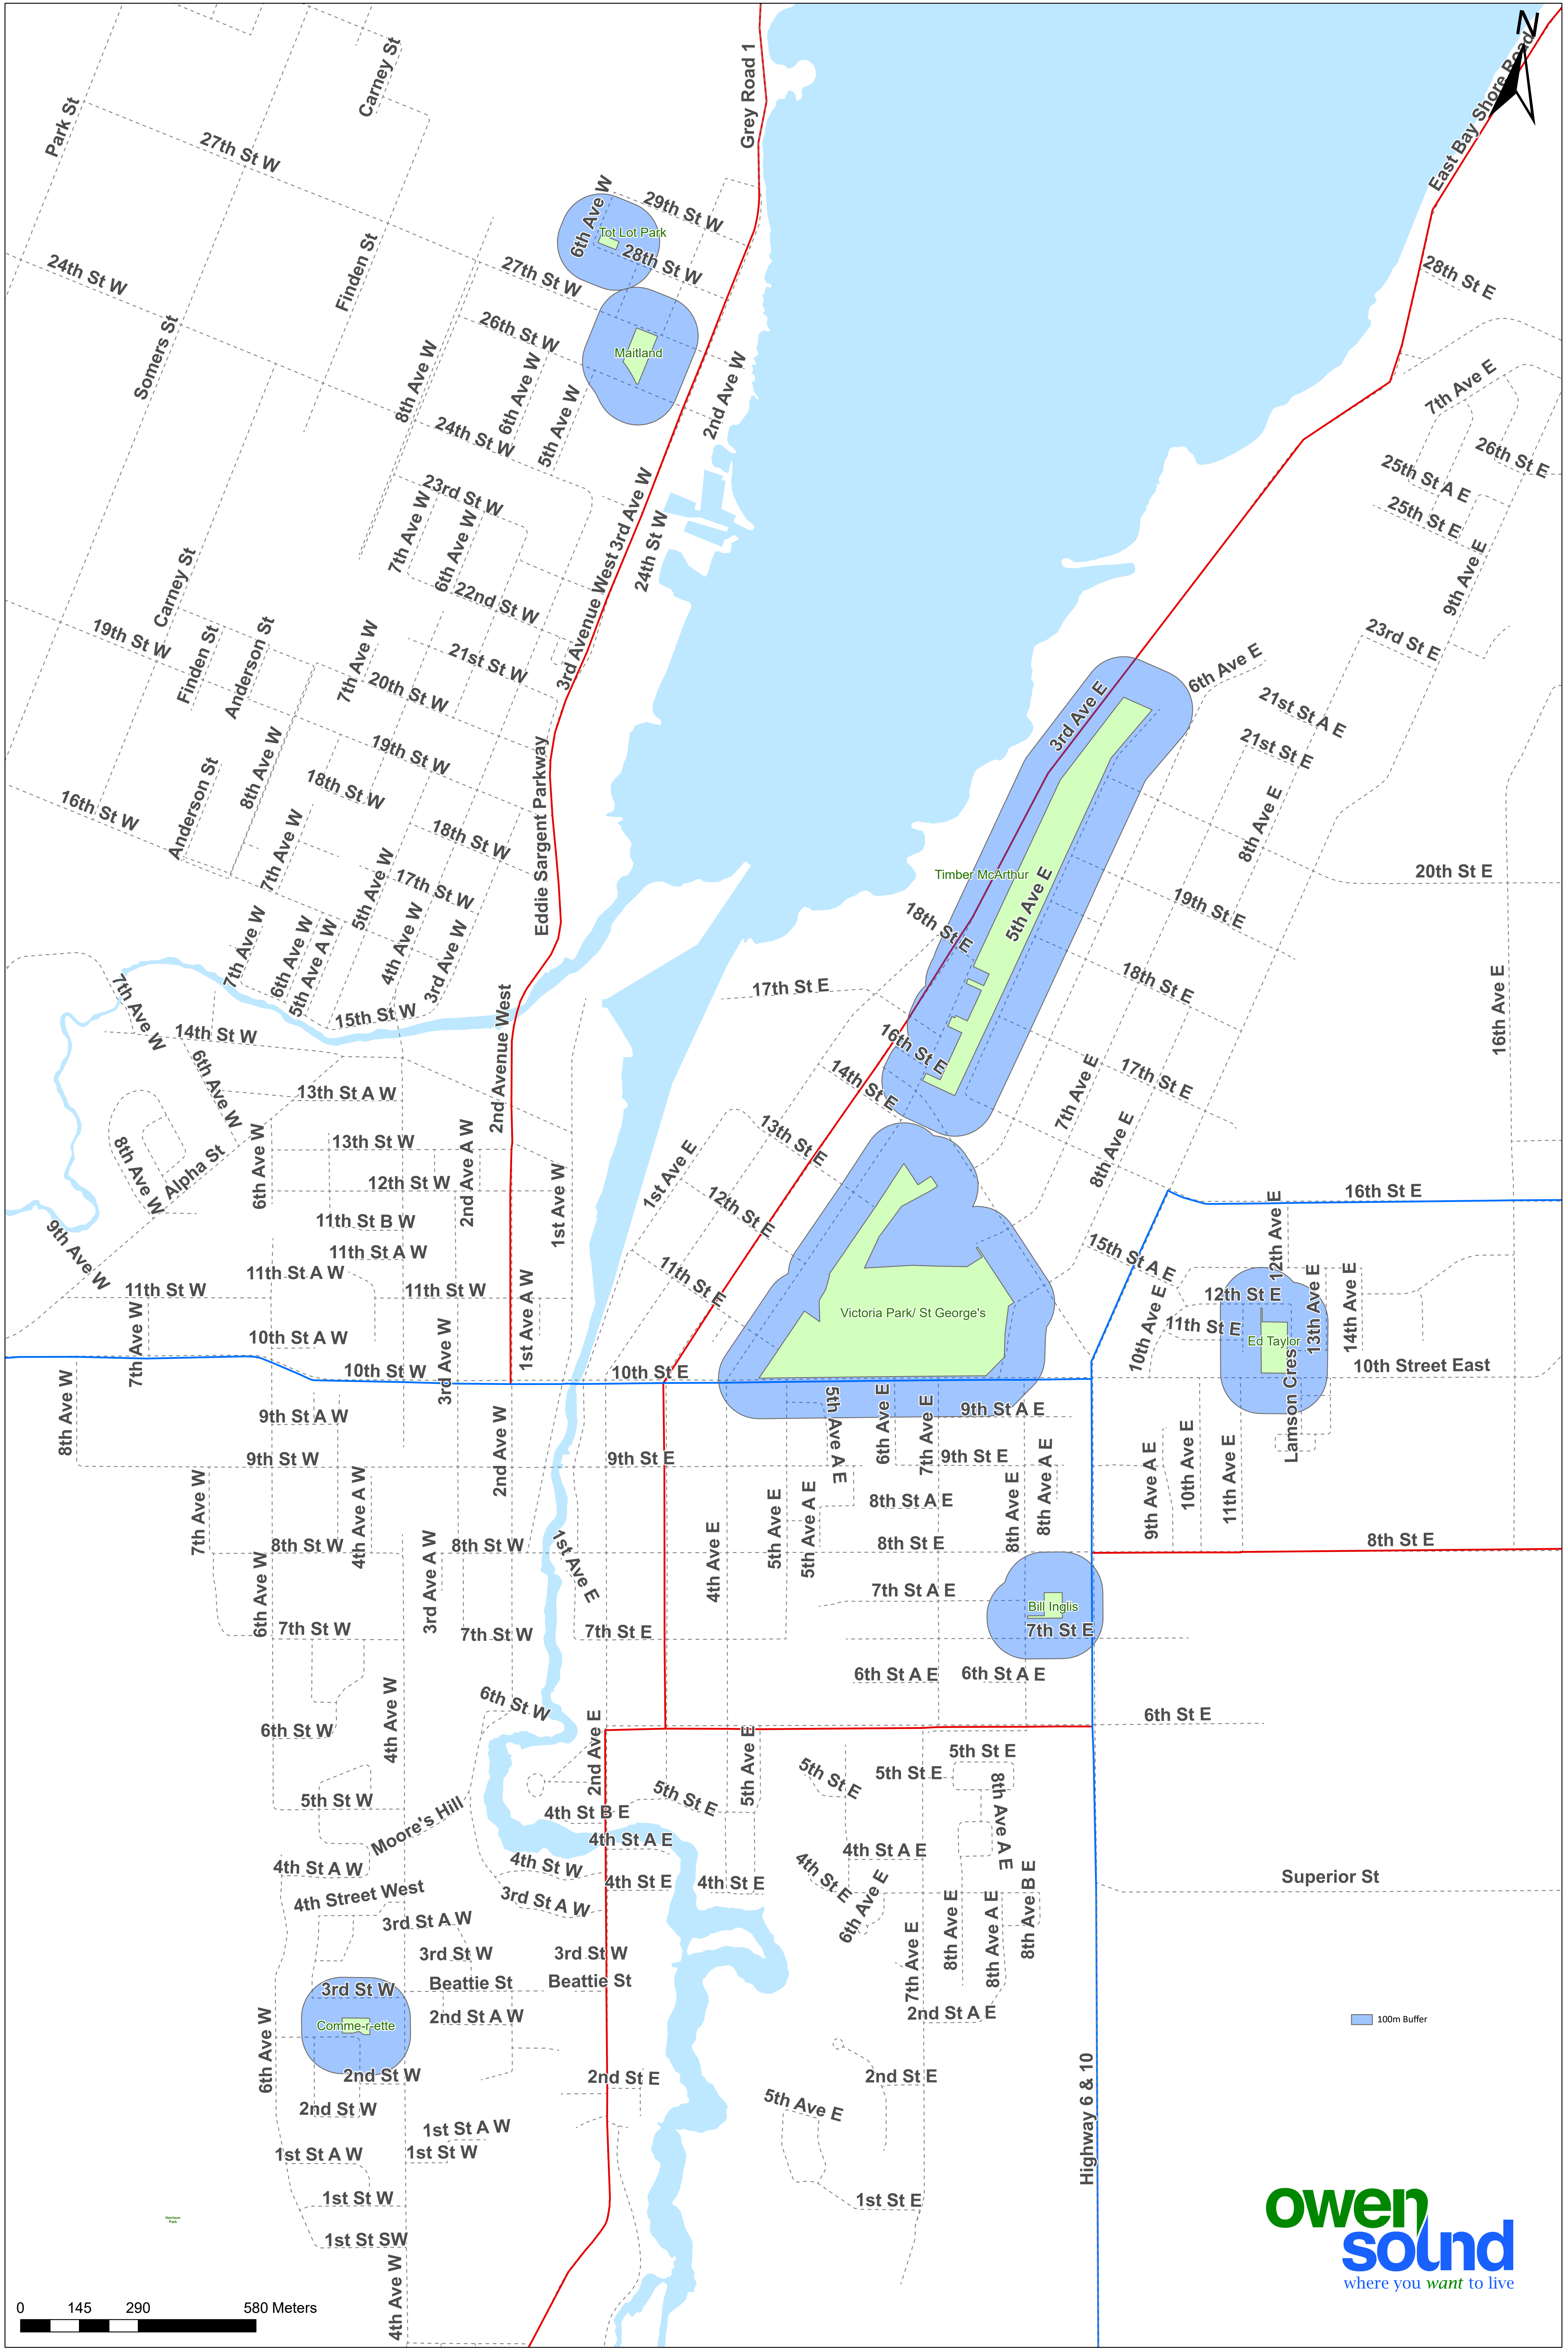 Carney St
Grey Road 1
N
East Bay Shore Road
Park St
27th St W
6th Ave W
29th St W
Tot Lot Park
28th St W
Finden St
24th St W
27th St W
28th St E
26th St W
Maitland
Somers St
8th Ave W
6th Ave W
5th Ave W
2nd Ave W
7th Ave E
24th St W
26th St E
25th St A E
25th St E
23rd St W
7th Ave W
6th Ave W
3rd Ave W
24th St W
9th Ave E
22nd St W
3rd Avenue West
Carney St
19th St W
Finden St
Anderson St
7th Ave W
21st St W
20th St W
23rd St E
6th Ave E
3rd Ave E
21st St A E
21st St E
8th Ave W
19th St W
18th St W
Eddie Sargent Parkway
16th St W
Anderson St
7th Ave W
18th St W
8th Ave E
5th Ave W
17th St W
Timber McArthur
5th Ave E
20th St E
18th St E
19th St E
7th Ave W
6th Ave W
5th Ave A W
4th Ave W
3rd Ave W
7th Ave W
15th St W
14th St W
2nd Avenue West
17th St E
18th St E
16th Ave E
16th St E
14th St E
6th Ave W
13th St A W
17th St E
7th Ave E
8th Ave W
Alpha St
6th Ave W
13th St W
2nd Ave A W
13th St E
8th Ave E
12th St W
1st Ave W
1st Ave E
12th St E
16th St E
11th St B W
9th Ave W
11th St A W
11th St A W
15th St A E
12th Ave E
11th St W
11th St W
1st Ave A W
11th St E
Victoria Park/ St George's
12th St E
10th Ave E
11th St E
Ed Taylor
13th Ave E
14th Ave E
7th Ave W
10th St A W
3rd Ave W
10th St W
10th St E
10th Street East
Lamson Cres
8th Ave W
9th St A W
2nd Ave W
5th Ave A E
6th Ave E
7th Ave E
9th St A E
9th St W
9th St E
9th St E
8th Ave A E
9th Ave A E
10th Ave E
11th Ave E
7th Ave W
4th Ave A W
5th Ave E
5th Ave A E
8th St A E
8th Ave E
8th St W
8th St W
3rd Ave A W
1st Ave E
4th Ave E
8th St E
8th St E
6th Ave W
7th St A E
Bill Inglis
7th St W
7th St W
7th St E
7th St E
6th St A E
6th St A E
4th Ave W
6th St W
6th St W
2nd Ave E
5th Ave E
6th St E
5th St E
5th St E
5th St E
8th Ave A E
5th St W
5th St E
Moore's Hill
4th St B E
4th St A E
4th St A E
4th St A W
4th St W
4th St E
4th St E
4th St E
6th Ave E
8th Ave B E
Superior St
4th Street West
3rd St A W
3rd St A W
7th Ave E
8th Ave E
8th Ave A E
3rd St W
3rd St W
3rd St W
Beattie St
Beattie St
2nd St A W
2nd St A E
Comme-r-ette
6th Ave W
100m Buffer
2nd St W
2nd St E
2nd St E
2nd St W
5th Ave E
Highway 6 & 10
1st St A W
1st St A W
1st St W
1st St W
1st St E
Harrison
Park
1st St SW
4th Ave W
owen
sound
where you want to live
0 145 290 580 Meters